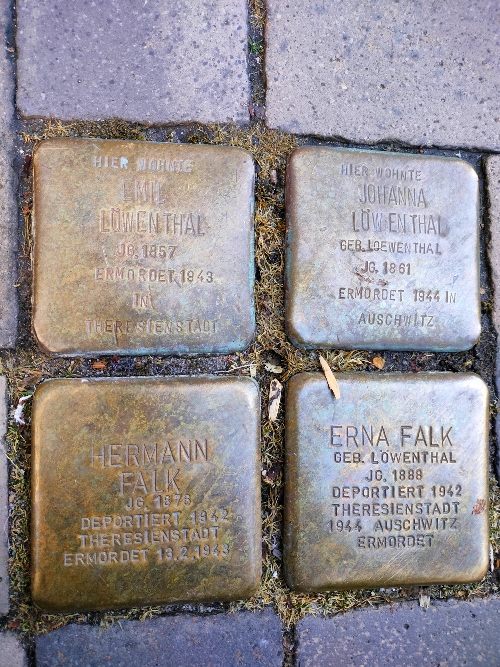 HIER WOHNTE
EMIL
LÖWENTHAL
JG. 1857
ERMORDET 1943
IN
THERESIENSTADT
HIER WOHNTE
JOHANNA
LÖWENTHAL
GEB. LOEWENTHAL
JG. 1861
ERMORDET 1944 IN
AUSCHWITZ
HERMANN
FALK
JG. 1878
DEPORTIERT 1942
THERESIENSTADT
ERMORDET 13.2.1943
ERNA FALK
GEB. LÖWENTHAL
JG. 1888
DEPORTIERT 1942
THERESIENSTADT
1944 AUSCHWITZ
ERMORDET